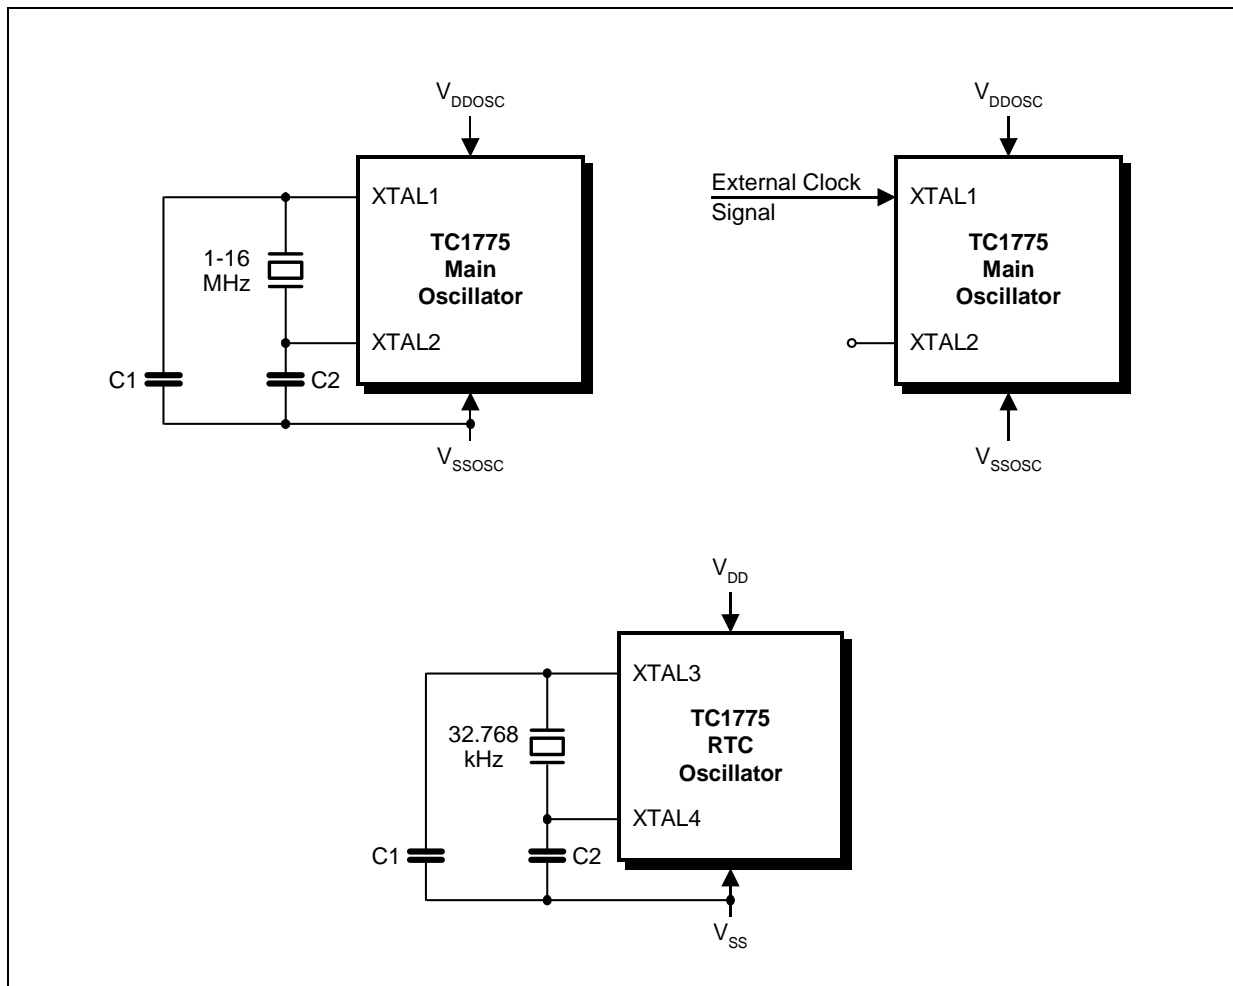 V_DDOSC
XTAL1
1-16
MHz
TC1775
Main
Oscillator
XTAL2
C1
C2
V_SSOSC
V_DDOSC
External Clock
Signal
XTAL1
TC1775
Main
Oscillator
XTAL2
V_SSOSC
V_DD
XTAL3
32.768
kHz
TC1775
RTC
Oscillator
XTAL4
C1
C2
V_SS